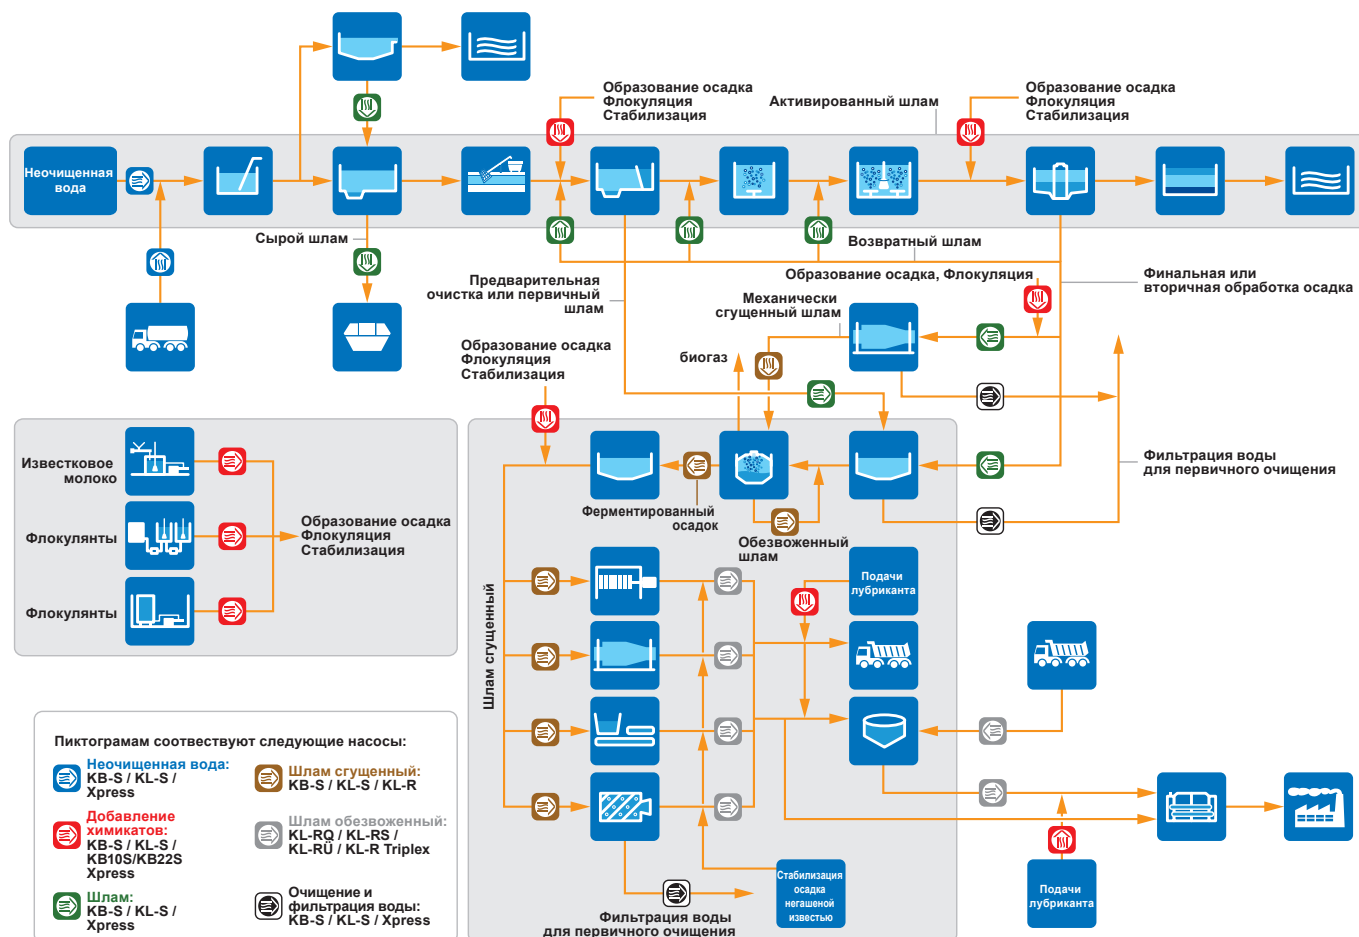 Образование осадка
Флокуляция
Стабилизация
Активированный шлам
Образование осадка
Флокуляция
Стабилизация
Неочищенная
вода
Сырой шлам
Возвратный шлам
Предварительная
очистка или первичный
шлам
Образование осадка, Флокуляция
Механически
сгущенный шлам
Финальная или
вторичная обработка осадка
Образование осадка
Флокуляция
Стабилизация
биогаз
Известковое
молоко
Флокулянты
Флокулянты
Образование осадка
Флокуляция
Стабилизация
Фильтрация воды
для первичного очищения
Ферментированный
осадок
Обезвоженный
шлам
Шлам сгущенный
Подачи
лубриканта
Стабилизация
осадка
негашеной
известью
Фильтрация воды
для первичного очищения
Подачи
лубриканта
Пиктограмам соотвествуют следующие насосы:
Неочищенная вода:
KB-S / KL-S /
Xpress
Добавление
химикатов:
KB-S / KL-S /
KB10S/KB22S
Xpress
Шлам:
KB-S / KL-S /
Xpress
Шлам сгущенный:
KB-S / KL-S / KL-R
Шлам обезвоженный:
KL-RQ / KL-RS /
KL-RÜ / KL-R Triplex
Очищение и
фильтрация воды:
KB-S / KL-S / Xpress